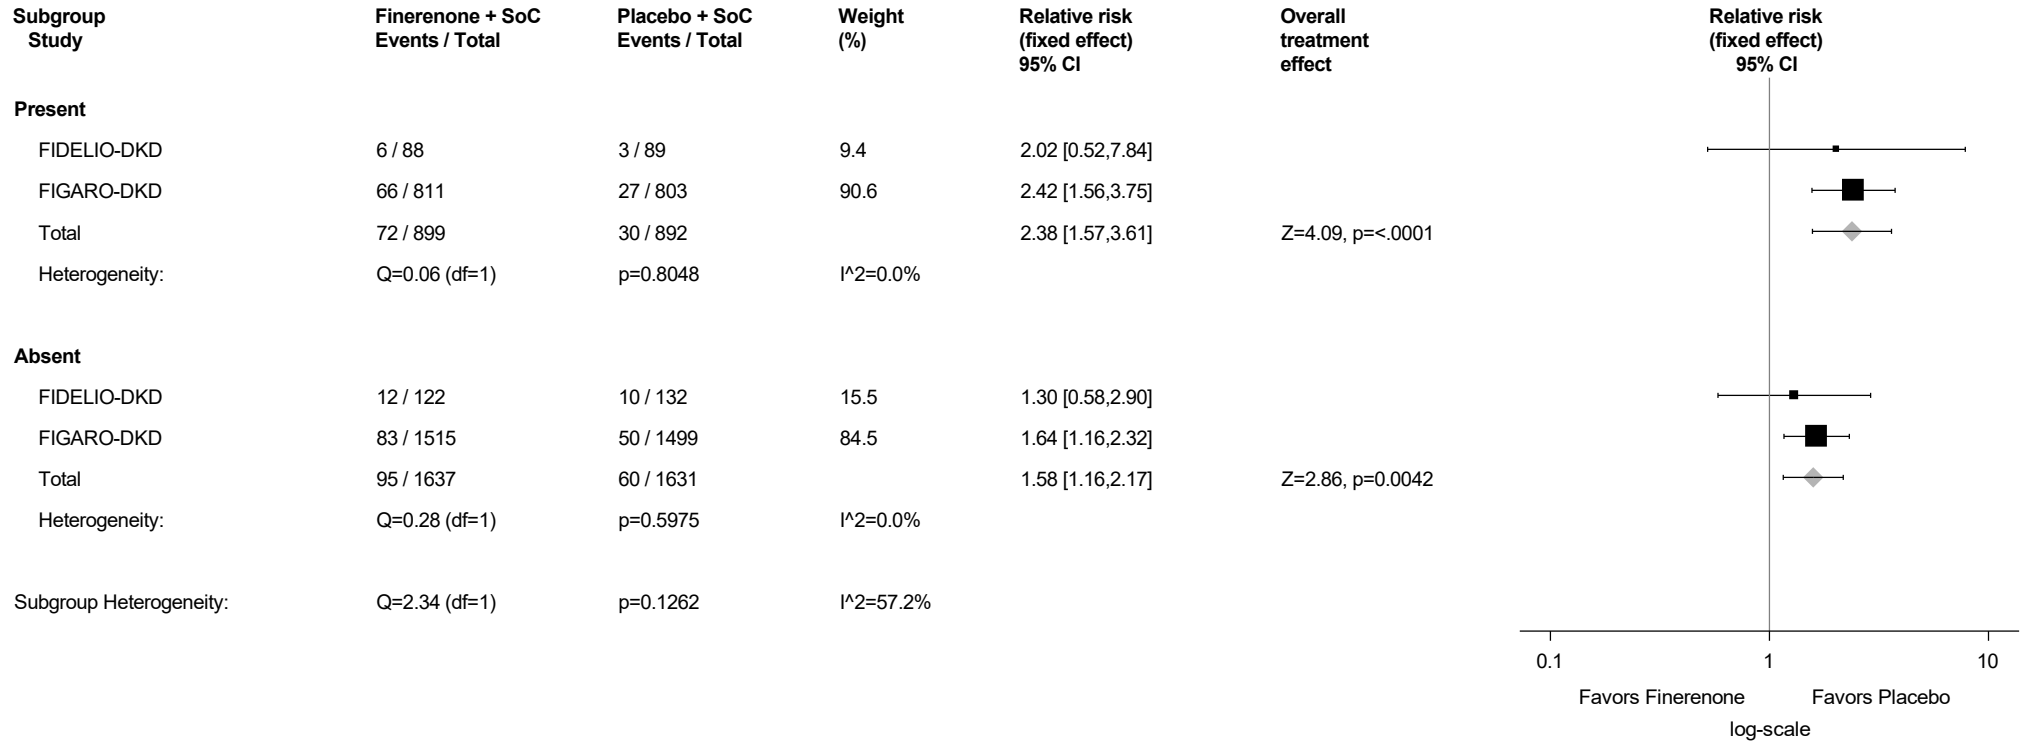 Subgroup Finerenone + SoC Placebo + SoC Weight Relative risk Overall Relative risk
Study Events / Total Events / Total (%) (fixed effect) treatment (fixed effect)
95% CI effect 95% CI
Present
FIDELIO-DKD 6 / 88 3 / 89 9.4 2.02 [0.52,7.84]
FIGARO-DKD 66 / 811 27 / 803 90.6 2.42 [1.56,3.75]
Total 72 / 899 30 / 892 2.38 [1.57,3.61] Z=4.09, p=<.0001
Heterogeneity: Q=0.06 (df=1) p=0.8048 I^2=0.0%
Absent
FIDELIO-DKD 12 / 122 10 / 132 15.5 1.30 [0.58,2.90]
FIGARO-DKD 83 / 1515 50 / 1499 84.5 1.64 [1.16,2.32]
Total 95 / 1637 60 / 1631 1.58 [1.16,2.17] Z=2.86, p=0.0042
Heterogeneity: Q=0.28 (df=1) p=0.5975 I^2=0.0%
Subgroup Heterogeneity: Q=2.34 (df=1) p=0.1262 I^2=57.2%
0.1 1 10
Favors Finerenone Favors Placebo
log-scale